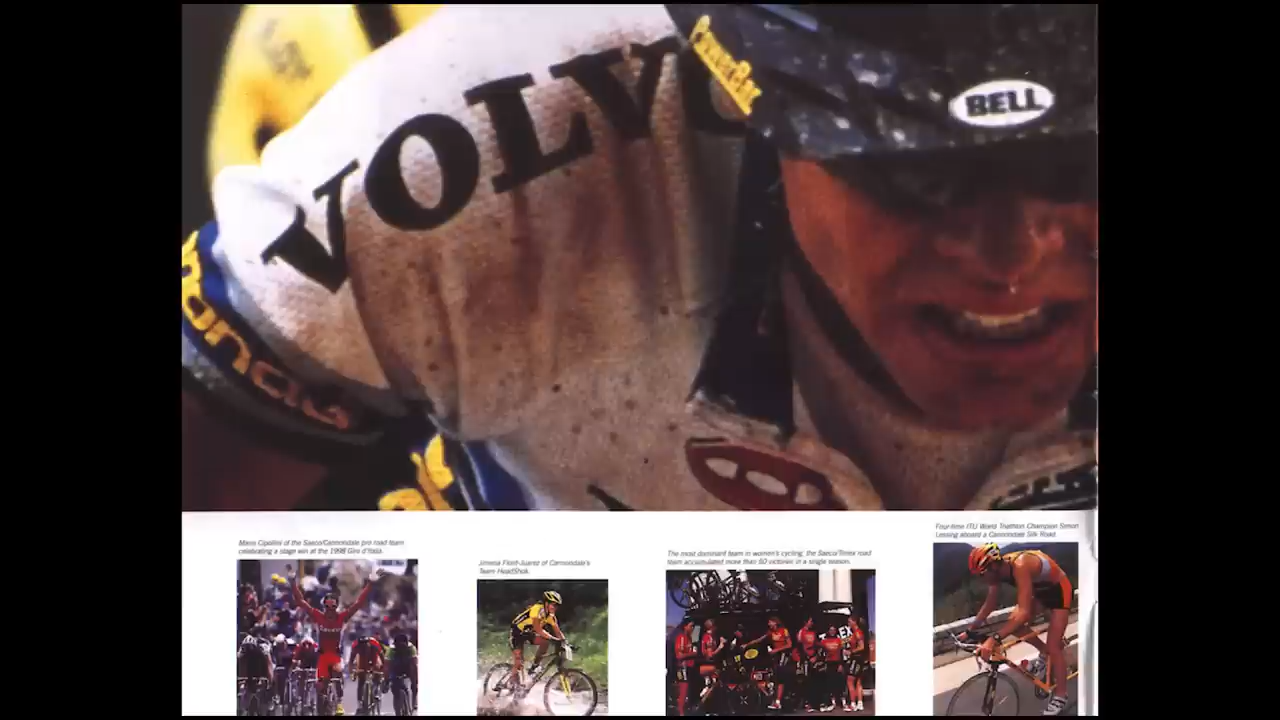 VOLV
BELL
Mario Cipollini of the Saeco/Cannondale pro road team
celebrating a stage win at the 1998 Giro d'Italia.
Jimena Florit-Juarez of Cannondale's
Team HeadShok.
The most dominant team in women's cycling, the Saeco/Timex road
team accumulated more than 50 victories in a single season.
Four-time ITU World Triathlon Champion Simon
Lessing aboard a Cannondale Silk Road.